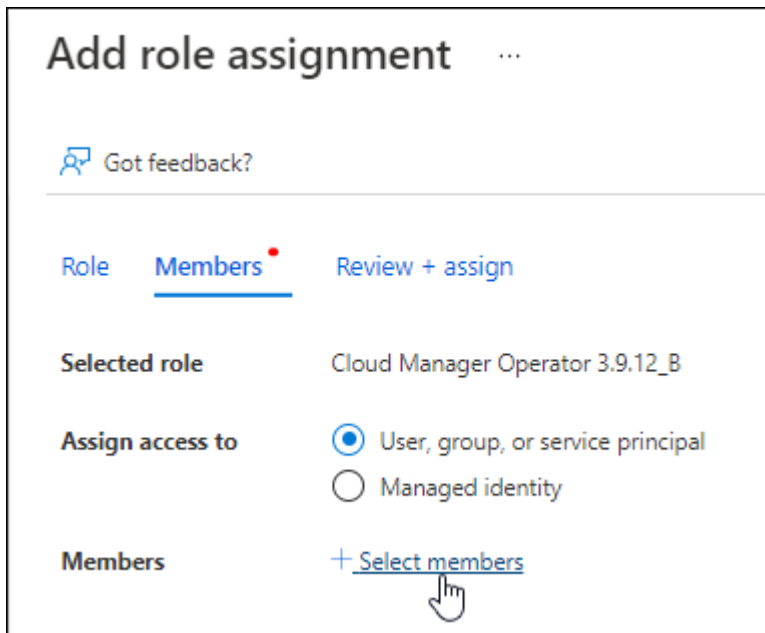 Add role assignment ...
Got feedback?
Role Members Review + assign
Selected role Cloud Manager Operator 3.9.12_B
Assign access to User, group, or service principal
Managed identity
Members + Select members